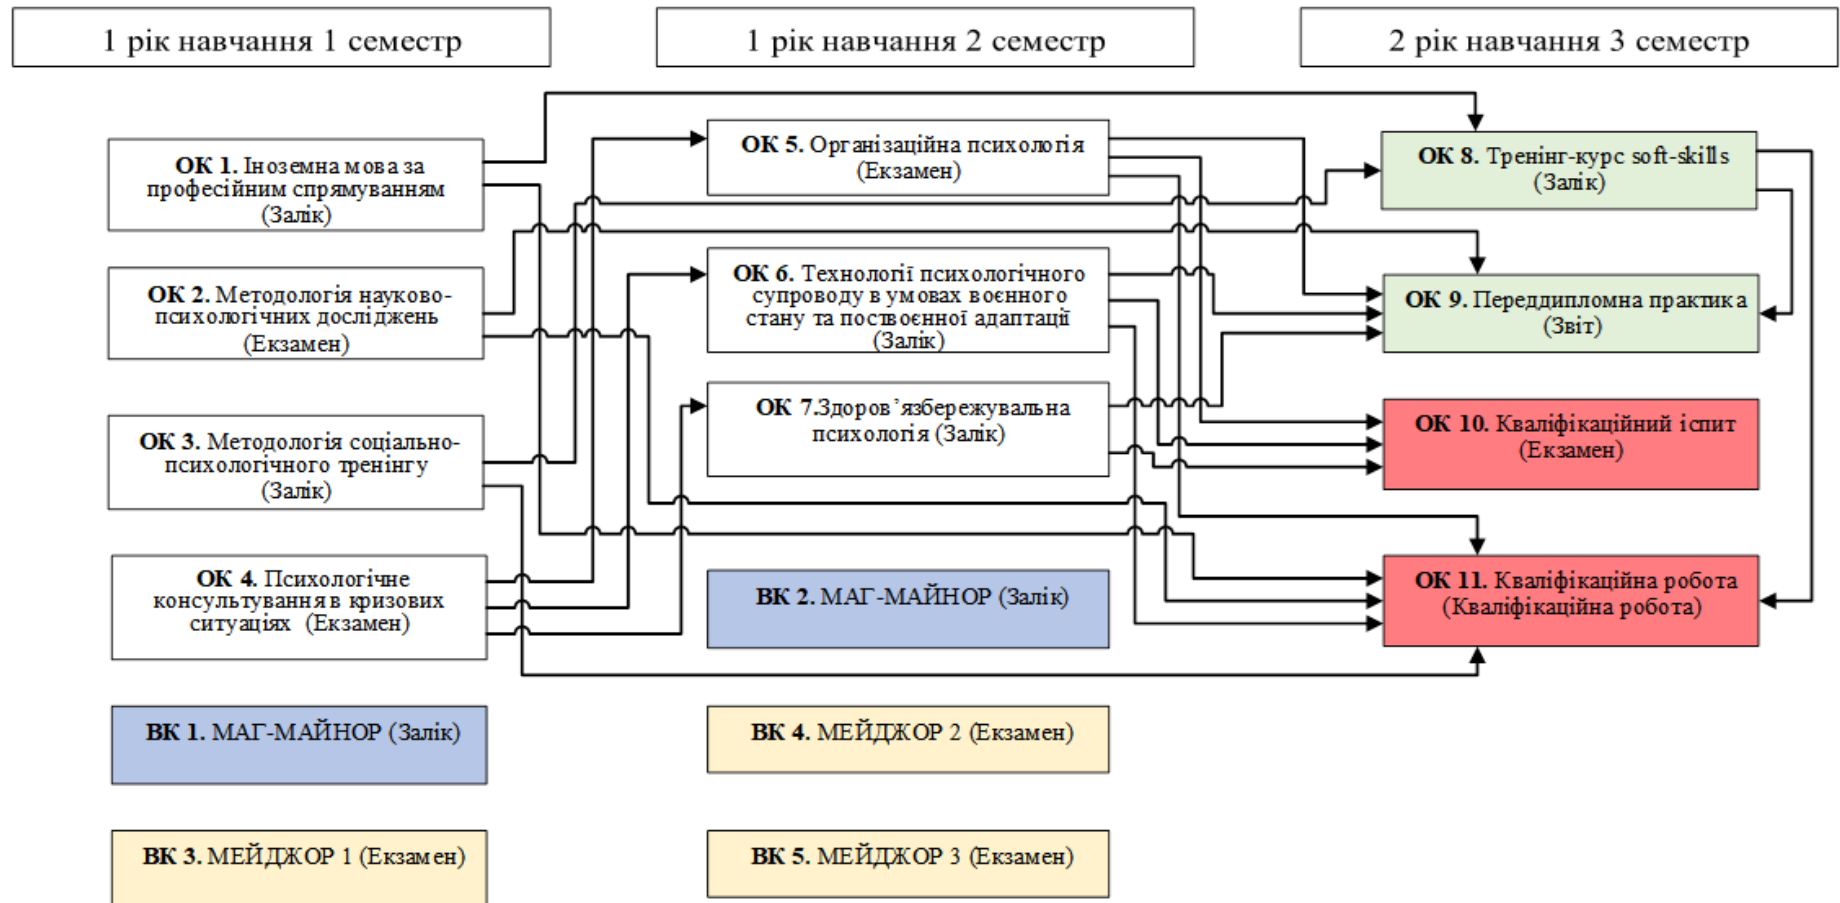 1 рік навчання 1 семестр
1 рік навчання 2 семестр
2 рік навчання 3 семестр
ОК 1. Іноземна мова за
професійним спрямуванням
(Залік)
ОК 2. Методологія науково-
психологічних досліджень
(Екзамен)
ОК 3. Методологія соціально-
психологічного тренінгу
(Залік)
ОК 4. Психологічне
консультування в кризових
ситуаціях (Екзамен)
ВК 1. МАГ-МАЙНОР (Залік)
ВК 3. МЕЙДЖОР 1 (Екзамен)
ОК 5. Організаційна психологія
(Екзамен)
ОК 6. Технології психологічного
супроводу в умовах воєнного
стану та поствоєнної адаптації
(Залік)
ОК 7.Здоров’язбережувальна
психологія (Залік)
ВК 2. МАГ-МАЙНОР (Залік)
ВК 4. МЕЙДЖОР 2 (Екзамен)
ВК 5. МЕЙДЖОР 3 (Екзамен)
ОК 8. Тренінг-курс soft-skills
(Залік)
ОК 9. Переддипломна практика
(Звіт)
ОК 10. Кваліфікаційний іспит
(Екзамен)
ОК 11. Кваліфікаційна робота
(Кваліфікаційна робота)